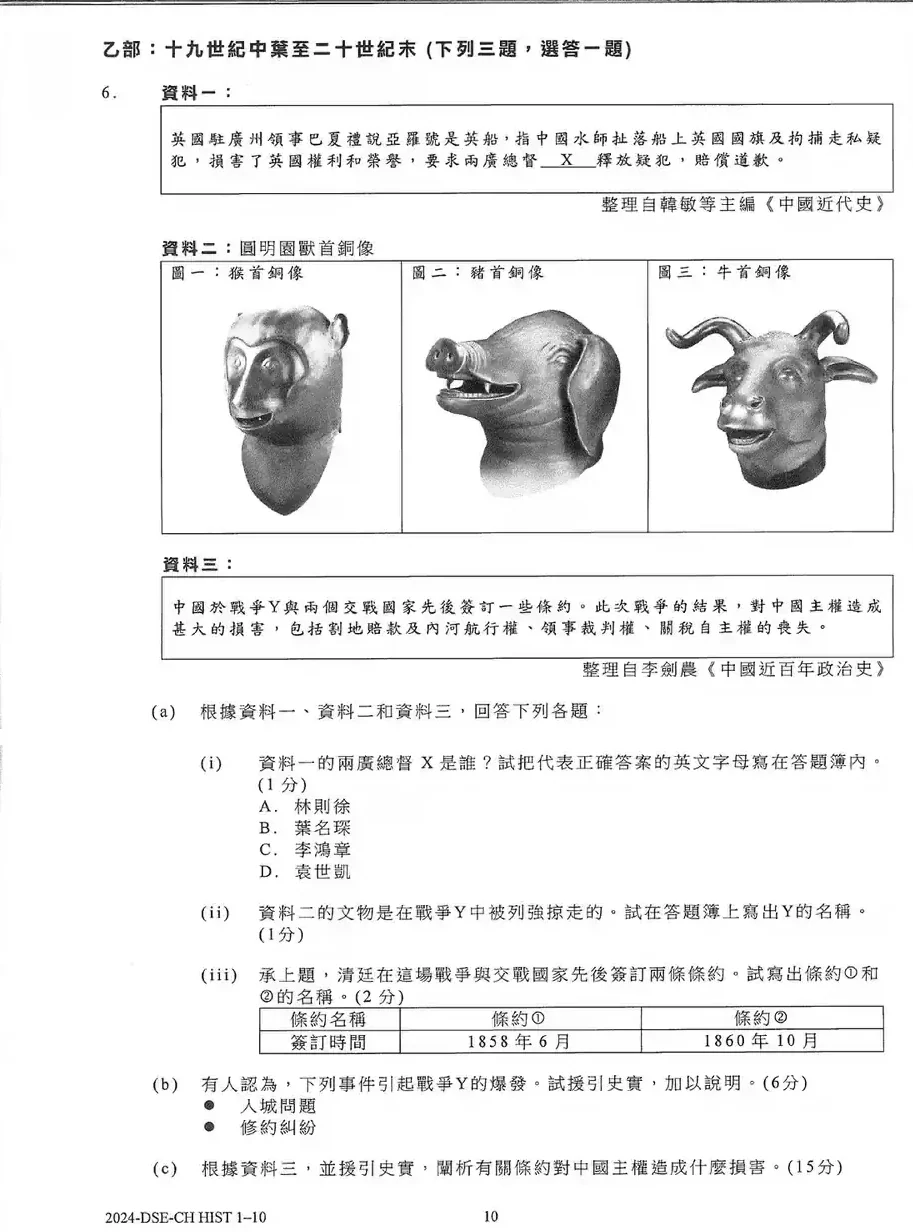 乙部：十九世紀中葉至二十世紀末 (下列三題，選答一題)
6. 資料一：
英國駐廣州領事巴夏禮說亞羅號是英船，指中國水師扯落船上英國國旗及拘捕走私疑
犯，損害了英國權利和榮譽，要求兩廣總督 X 釋放疑犯，賠償道歉。
整理自韓敏等主編《中國近代史》
資料二：圓明園獸首銅像
圖一：猴首銅像 圖二：豬首銅像 圖三：牛首銅像
資料三：
中國於戰爭Y與兩個交戰國家先後簽訂一些條約。此次戰爭的結果，對中國主權造成
甚大的損害，包括割地賠款及內河航行權、領事裁判權、關稅自主權的喪失。
整理自李劍農《中國近百年政治史》
(a) 根據資料一、資料二和資料三，回答下列各題：
(i) 資料一的兩廣總督 X 是誰？試把代表正確答案的英文字母寫在答題簿內。
(1 分)
A. 林則徐
B. 葉名琛
C. 李鴻章
D. 袁世凱
(ii) 資料二的文物是在戰爭Y中被列強掠走的。試在答題簿上寫出Y的名稱。
(1分)
(iii) 承上題，清廷在這場戰爭與交戰國家先後簽訂兩條條約。試寫出條約①和
②的名稱。(2 分)
條約名稱 條約① 條約②
簽訂時間 1858 年 6 月 1860 年 10 月
(b) 有人認為，下列事件引起戰爭Y的爆發。試援引史實，加以說明。(6分)
● 入城問題
● 修約糾紛
(c) 根據資料三，並援引史實，闡析有關條約對中國主權造成什麼損害。(15分)
2024-DSE-CH HIST 1–10 10